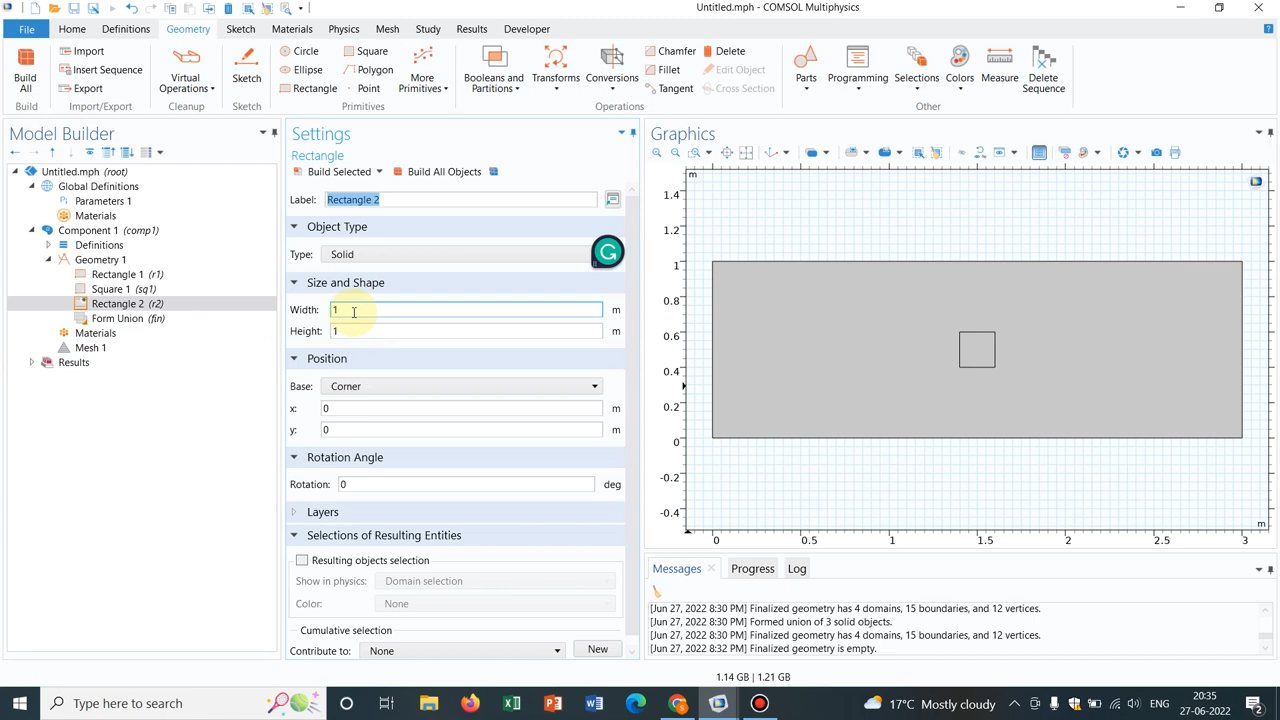 Untitled.mph - COMSOL Multiphysics
File Home Definitions Geometry Sketch Materials Physics Mesh Study Results Developer
Build All
Import
Insert Sequence
Export
Virtual Operations
Sketch
Circle
Ellipse
Rectangle
Square
Polygon
Point
More Primitives
Booleans and Partitions
Transforms
Conversions
Chamfer
Fillet
Tangent
Delete
Edit Object
Cross Section
Parts
Programming
Selections
Colors
Measure
Delete Sequence
Build Import/Export Cleanup Sketch Primitives Operations Other
Model Builder
Untitled.mph (root)
Global Definitions
Parameters 1
Materials
Component 1 (comp1)
Definitions
Geometry 1
Rectangle 1 (r1)
Square 1 (sq1)
Rectangle 2 (r2)
Form Union (fin)
Materials
Mesh 1
Results
Settings
Rectangle
Build Selected Build All Objects
Label: Rectangle 2
Object Type
Type: Solid
Size and Shape
Width: 1 m
Height: 1 m
Position
Base: Corner
x: 0 m
y: 0 m
Rotation Angle
Rotation: 0 deg
Layers
Selections of Resulting Entities
Resulting objects selection
Show in physics: Domain selection
Color: None
Cumulative selection
Contribute to: None New
Graphics
m
1.4
1.2
1
0.8
0.6
0.4
0.2
0
-0.2
-0.4
m
0 0.5 1 1.5 2 2.5 3
Messages Progress Log
[Jun 27, 2022 8:30 PM] Finalized geometry has 4 domains, 15 boundaries, and 12 vertices.
[Jun 27, 2022 8:30 PM] Formed union of 3 solid objects.
[Jun 27, 2022 8:30 PM] Finalized geometry has 4 domains, 15 boundaries, and 12 vertices.
[Jun 27, 2022 8:32 PM] Finalized geometry is empty.
1.14 GB | 1.21 GB
Type here to search
17°C Mostly cloudy
ENG
20:35
27-06-2022
2